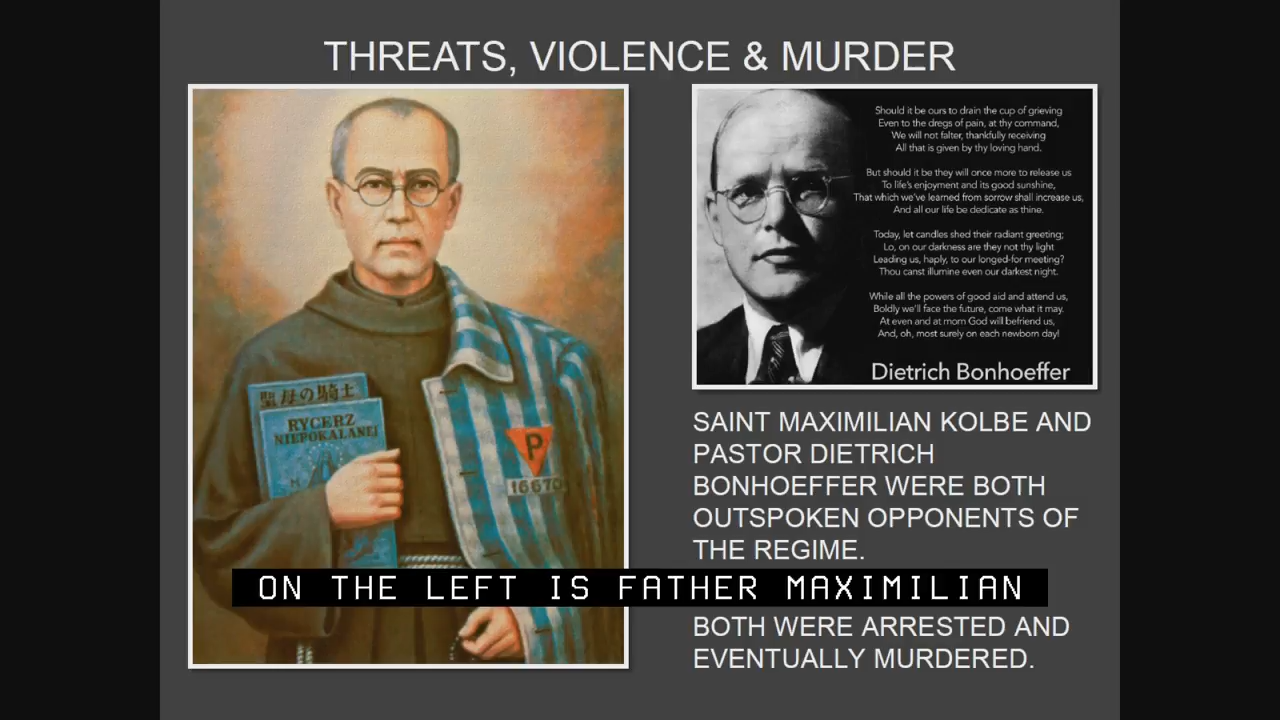 THREATS, VIOLENCE & MURDER
聖母の騎士
RYCERZ
NIEPOKALANEJ
P
16670
Should it be ours to drain the cup of grieving
Even to the dregs of pain, at thy command,
We will not falter, thankfully receiving
All that is given by thy loving hand.
But should it be they will once more to release us
To life's enjoyment and its good sunshine,
That which we've learned from sorrow shall increase us,
And all our life be dedicate as thine.
Today, let candles shed their radiant greeting;
Lo, on our darkness are they not thy light
Leading us, haply, to our longed-for meeting?
Thou canst illumine even our darkest night.
While all the powers of good aid and attend us,
Boldly we'll face the future, come what it may.
At even and at morn God will befriend us,
And, oh, most surely on each newborn day!
Dietrich Bonhoeffer
SAINT MAXIMILIAN KOLBE AND
PASTOR DIETRICH
BONHOEFFER WERE BOTH
OUTSPOKEN OPPONENTS OF
THE REGIME.
ON THE LEFT IS FATHER MAXIMILIAN
BOTH WERE ARRESTED AND
EVENTUALLY MURDERED.